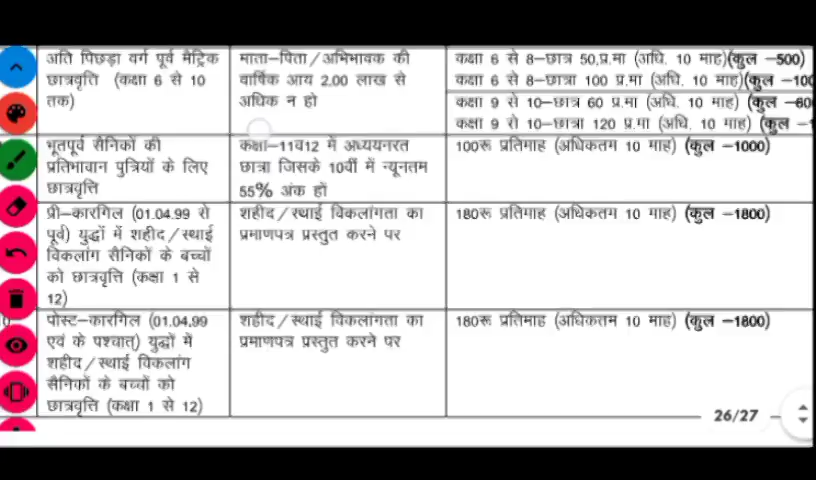 अति पिछड़ा वर्ग पूर्व मैट्रिक
छात्रवृति (कक्षा 6 से 10
तक)
माता–पिता/अभिभावक की
वार्षिक आय 2.00 लाख से
अधिक न हो
कक्षा 6 से 8–छात्र 50,प्र.मा (अधि. 10 माह)(कुल –500)
कक्षा 6 से 8–छात्रा 100 प्र.मा (अधि. 10 माह)(कुल –100
कक्षा 9 से 10–छात्र 60 प्र.मा (अधि. 10 माह) (कुल –60
कक्षा 9 से 10–छात्रा 120 प्र.मा (अधि. 10 माह) (कुल –1
भूतपूर्व सैनिकों की
प्रतिभावान पुत्रियों के लिए
छात्रवृत्ति
कक्षा–11व12 में अध्ययनरत
छात्रा जिसके 10वीं में न्यूनतम
55% अंक हों
100रू प्रतिमाह (अधिकतम 10 माह) (कुल –1000)
प्री–कारगिल (01.04.99 से
पूर्व) युद्धों में शहीद/स्थाई
विकलांग सैनिकों के बच्चों
को छात्रवृत्ति (कक्षा 1 से
12)
शहीद/स्थाई विकलांगता का
प्रमाणपत्र प्रस्तुत करने पर
180रू प्रतिमाह (अधिकतम 10 माह) (कुल –1800)
पोस्ट–कारगिल (01.04.99
एवं के पश्चात्) युद्धों में
शहीद/स्थाई विकलांग
सैनिकों के बच्चों को
छात्रवृत्ति (कक्षा 1 से 12)
शहीद/स्थाई विकलांगता का
प्रमाणपत्र प्रस्तुत करने पर
180रू प्रतिमाह (अधिकतम 10 माह) (कुल –1800)
26/27